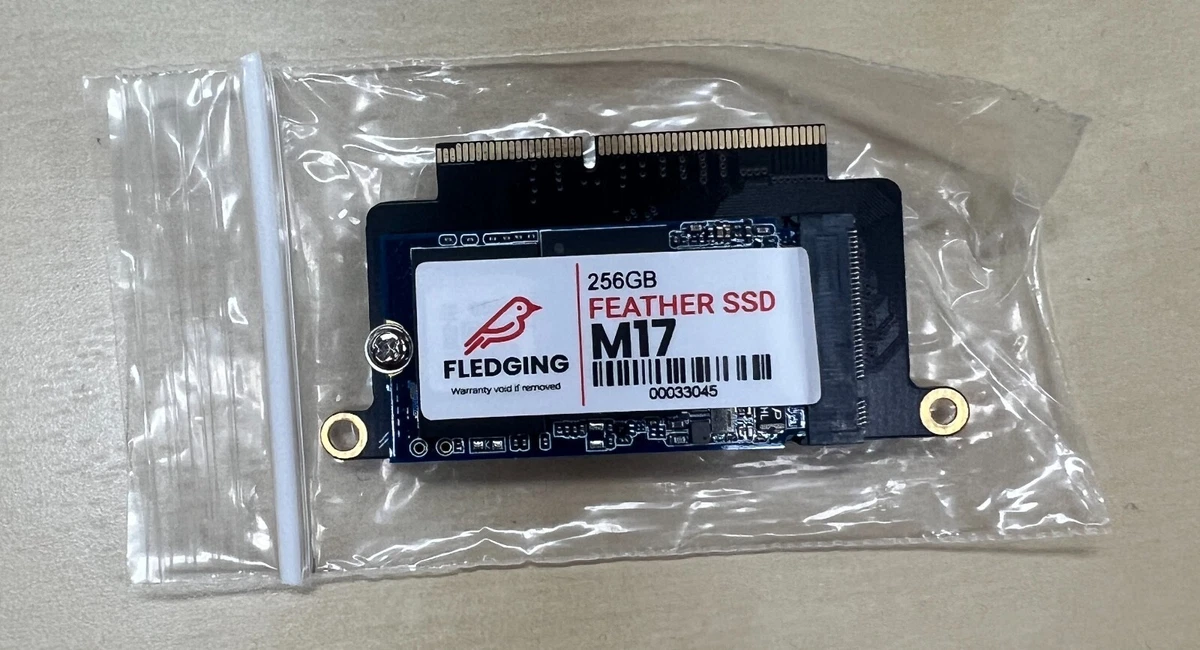 256GB
FEATHER SSD
M17
FLEDGING
Warranty void if removed
00033045